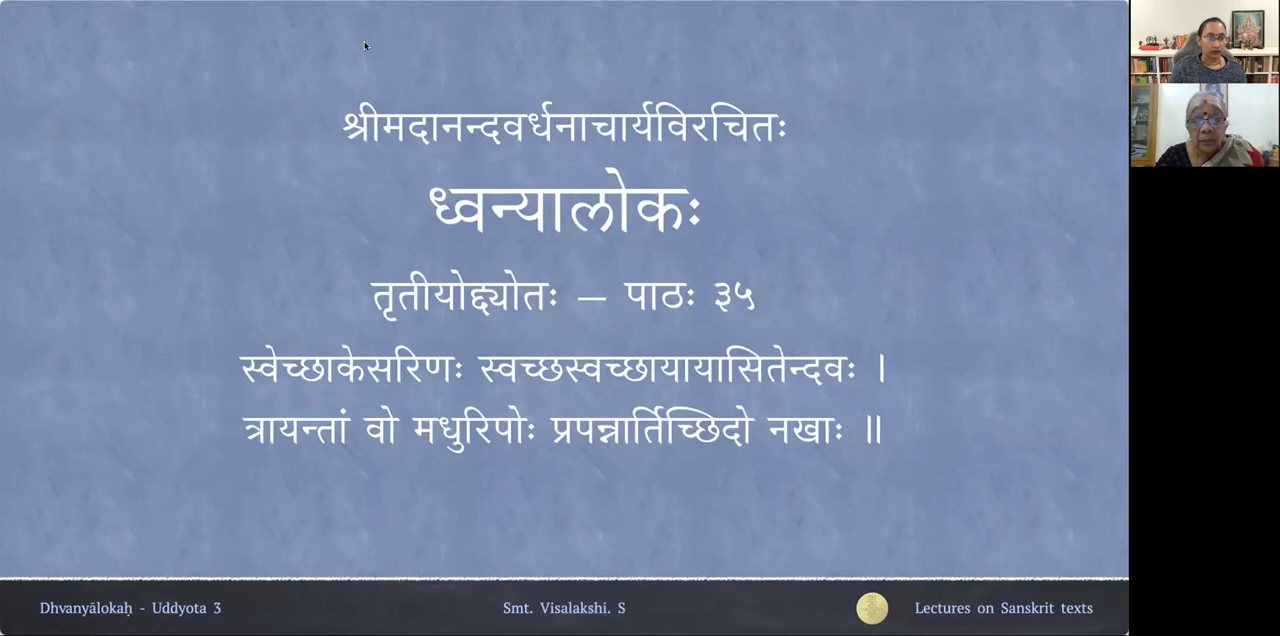 श्रीमदानन्दवर्धनाचार्यविरचितः
ध्वन्यालोकः
तृतीयोद्द्योतः – पाठः ३५
स्वेच्छाकेसरिणः स्वच्छस्वच्छायायासितेन्दवः ।
त्रायन्तां वो मधुरिपोः प्रपन्नार्तिच्छिदो नखाः ॥
Dhvanyālokaḥ - Uddyota 3
Smt. Visalakshi. S
Lectures on Sanskrit texts